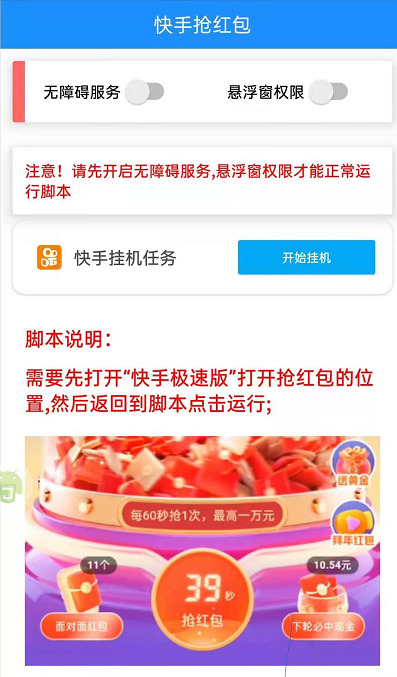 快手抢红包
无障碍服务
悬浮窗权限
注意！请先开启无障碍服务,悬浮窗权限才能正常运
行脚本
快手挂机任务
开始挂机
脚本说明：
需要先打开“快手极速版”打开抢红包的位
置,然后返回到脚本点击运行;
送黄金
每60秒抢1次，最高一万元
拜年红包
11个
10.54元
39秒
抢红包
面对面红包
下轮必中现金